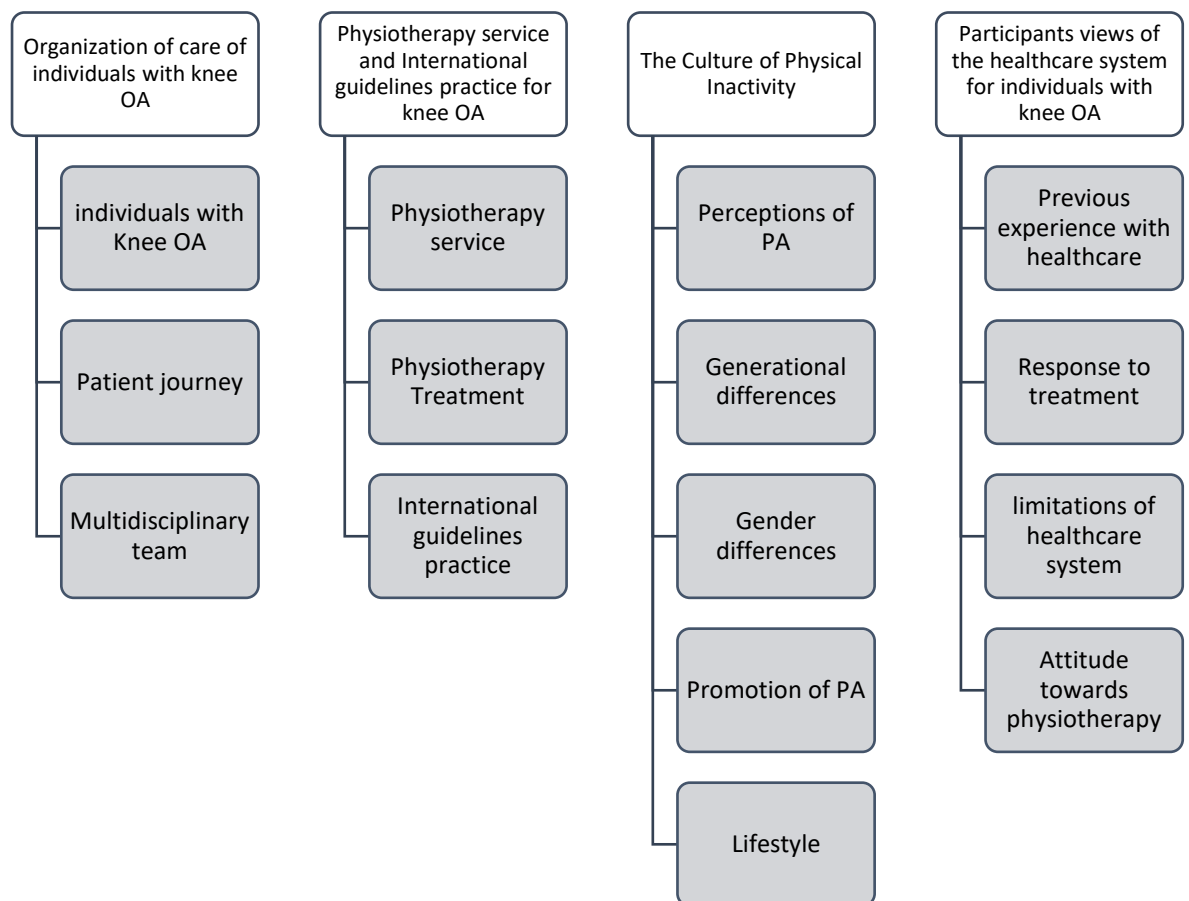 Organization of care of
individuals with knee
OA
individuals with
Knee OA
Patient journey
Multidisciplinary
team
Physiotherapy service
and International
guidelines practice for
knee OA
Physiotherapy
service
Physiotherapy
Treatment
International
guidelines
practice
The Culture of Physical
Inactivity
Perceptions of
PA
Generational
differences
Gender
differences
Promotion of PA
Lifestyle
Participants views of
the healthcare system
for individuals with
knee OA
Previous
experience with
healthcare
Response to
treatment
limitations of
healthcare
system
Attitude
towards
physiotherapy